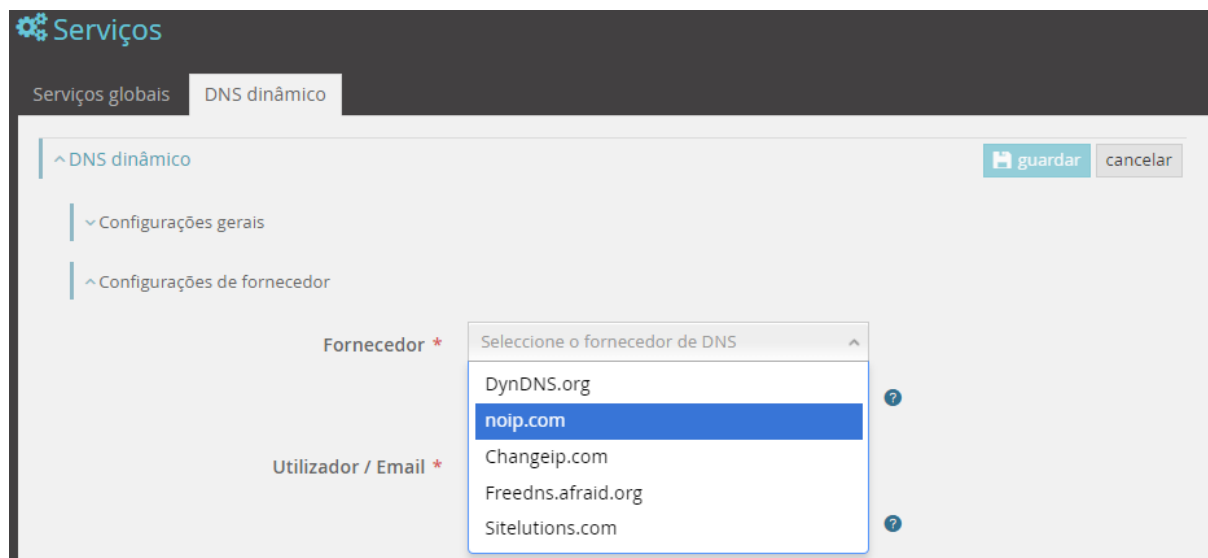 Serviços
Serviços globais DNS dinâmico
DNS dinâmico guardar cancelar
Configurações gerais
Configurações de fornecedor
Fornecedor * Seleccione o fornecedor de DNS
DynDNS.org
?
noip.com
Changeip.com
Utilizador / Email *
Freedns.afraid.org
Sitelutions.com
?